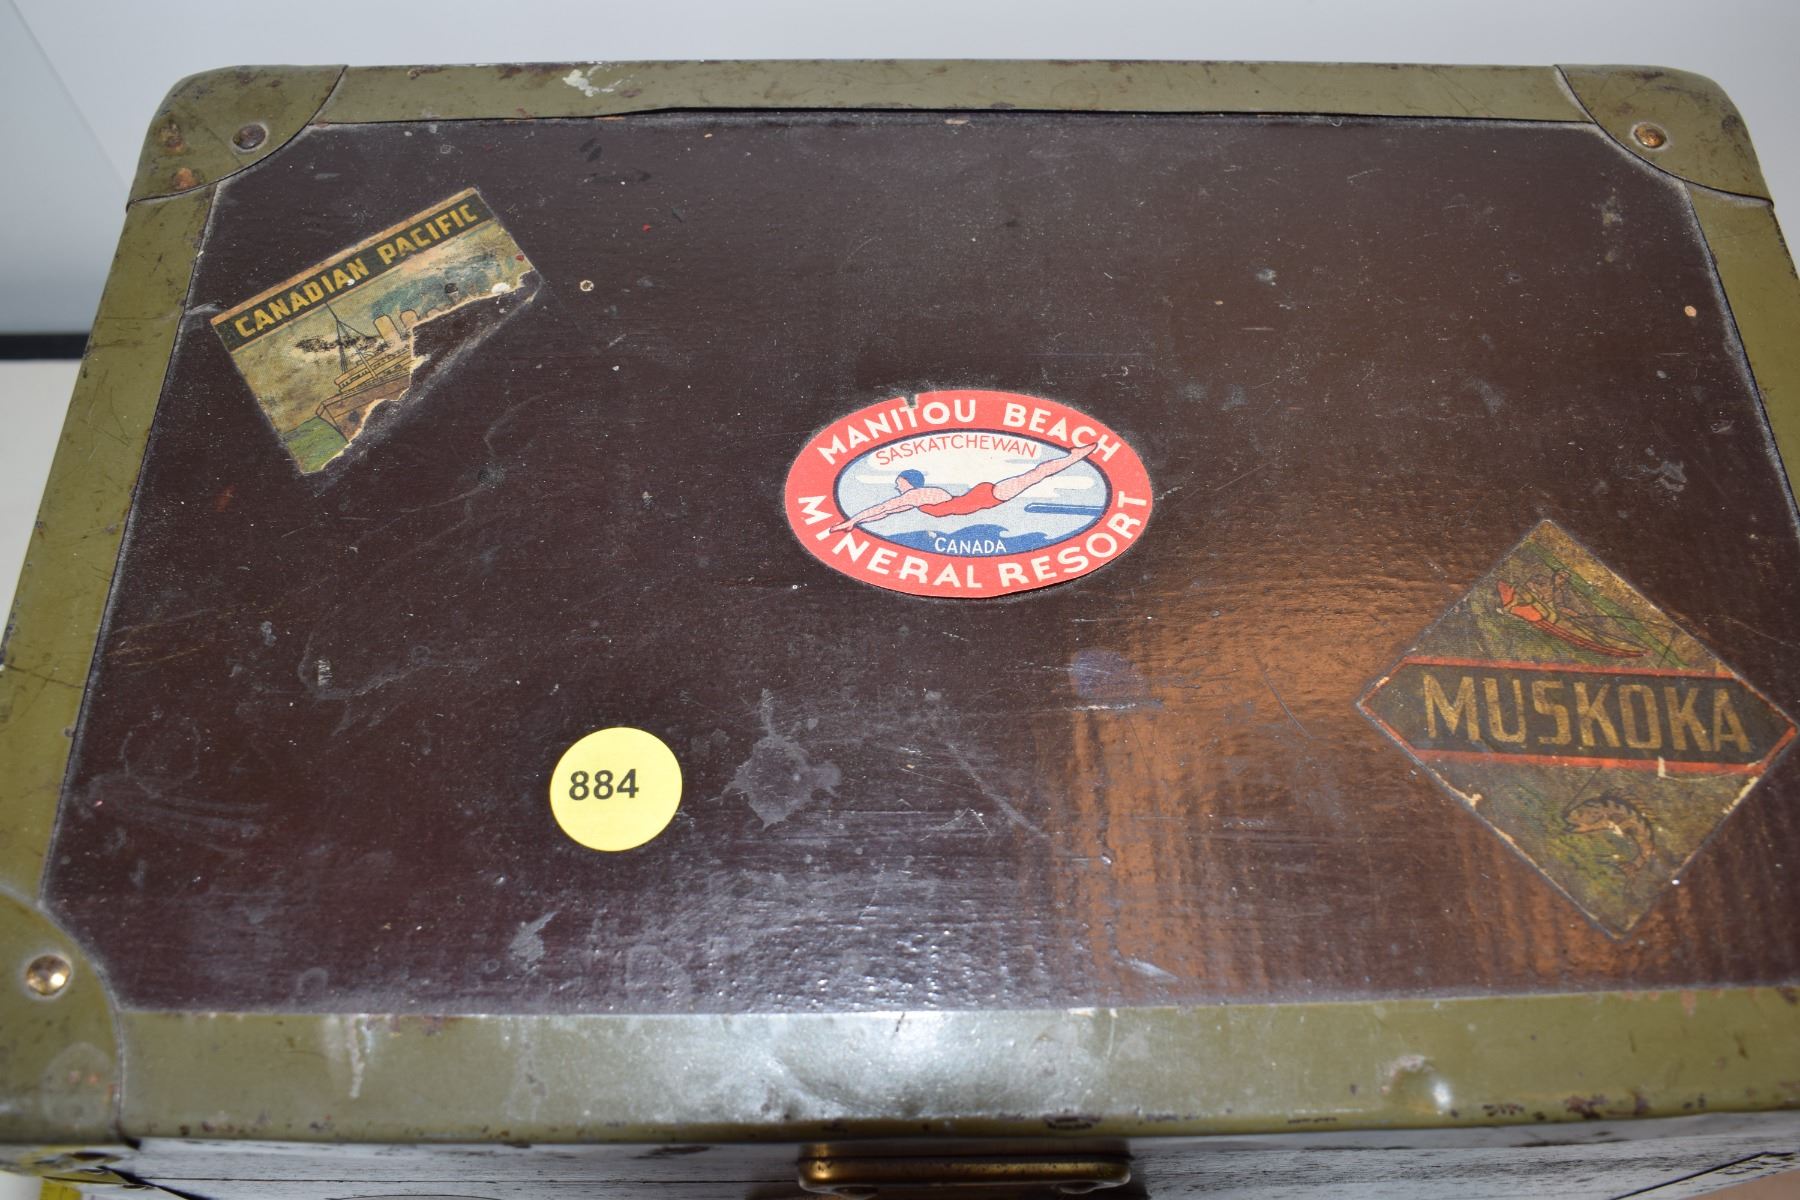 CANADIAN PACIFIC
MANITOU BEACH
SASKATCHEWAN
CANADA
MINERAL RESORT
MUSKOKA
884